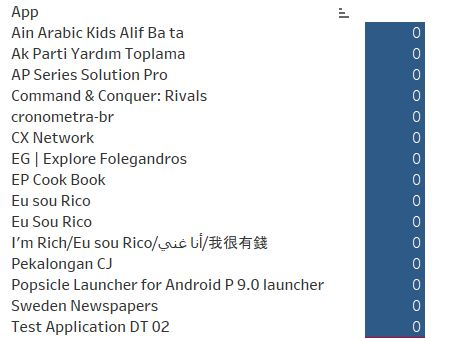 App
Ain Arabic Kids Alif Ba ta 0
Ak Parti Yardım Toplama 0
AP Series Solution Pro 0
Command & Conquer: Rivals 0
cronometra-br 0
CX Network 0
EG | Explore Folegandros 0
EP Cook Book 0
Eu sou Rico 0
Eu Sou Rico 0
I'm Rich/Eu sou Rico/أنا غني/我很有錢 0
Pekalongan CJ 0
Popsicle Launcher for Android P 9.0 launcher 0
Sweden Newspapers 0
Test Application DT 02 0